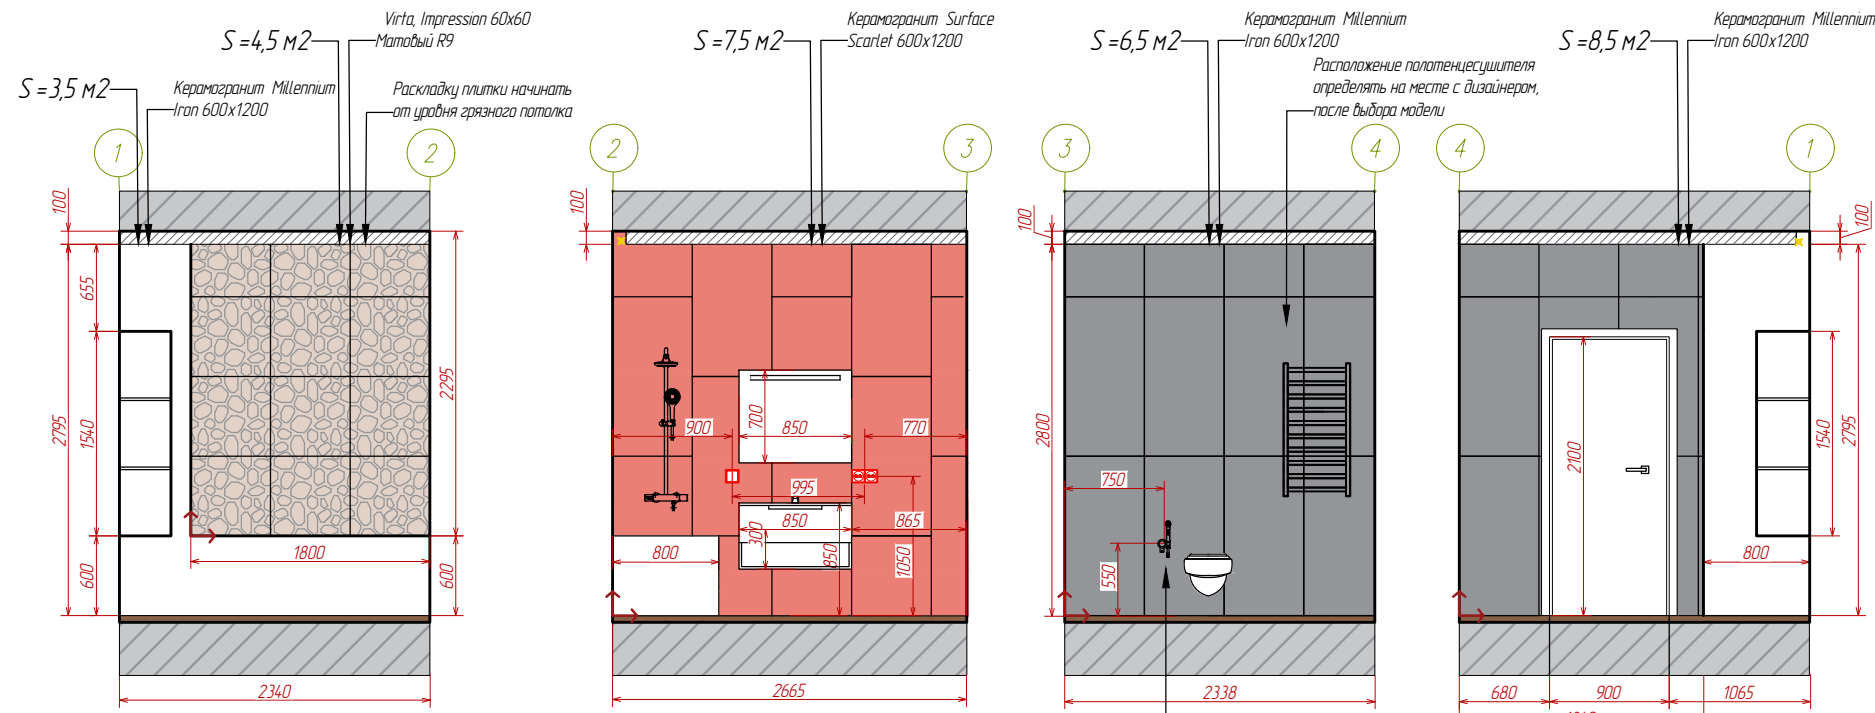 Virta, Impression 60x60
Матовый R9
S =4,5 м2
S =3,5 м2
Керамогранит Millennium
Iron 600x1200
Раскладку плитки начинать
от уровня грязного потолка
1
2
100
655
2795
1540
600
1800
2295
600
2340
Керамогранит Surface
Scarlet 600x1200
S =7,5 м2
2
3
100
900
700
850
770
995
850
865
300
850
1050
800
2665
Керамогранит Millennium
Iron 600x1200
S =6,5 м2
Расположение полотенцесушителя
определять на месте с дизайнером,
после выбора модели
3
4
100
2800
750
550
2338
Керамогранит Millennium
Iron 600x1200
S =8,5 м2
4
1
100
2100
1540
2795
800
680
900
1065